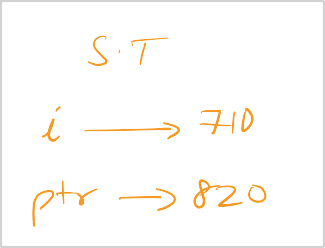 S.T
i → 710
ptr → 820